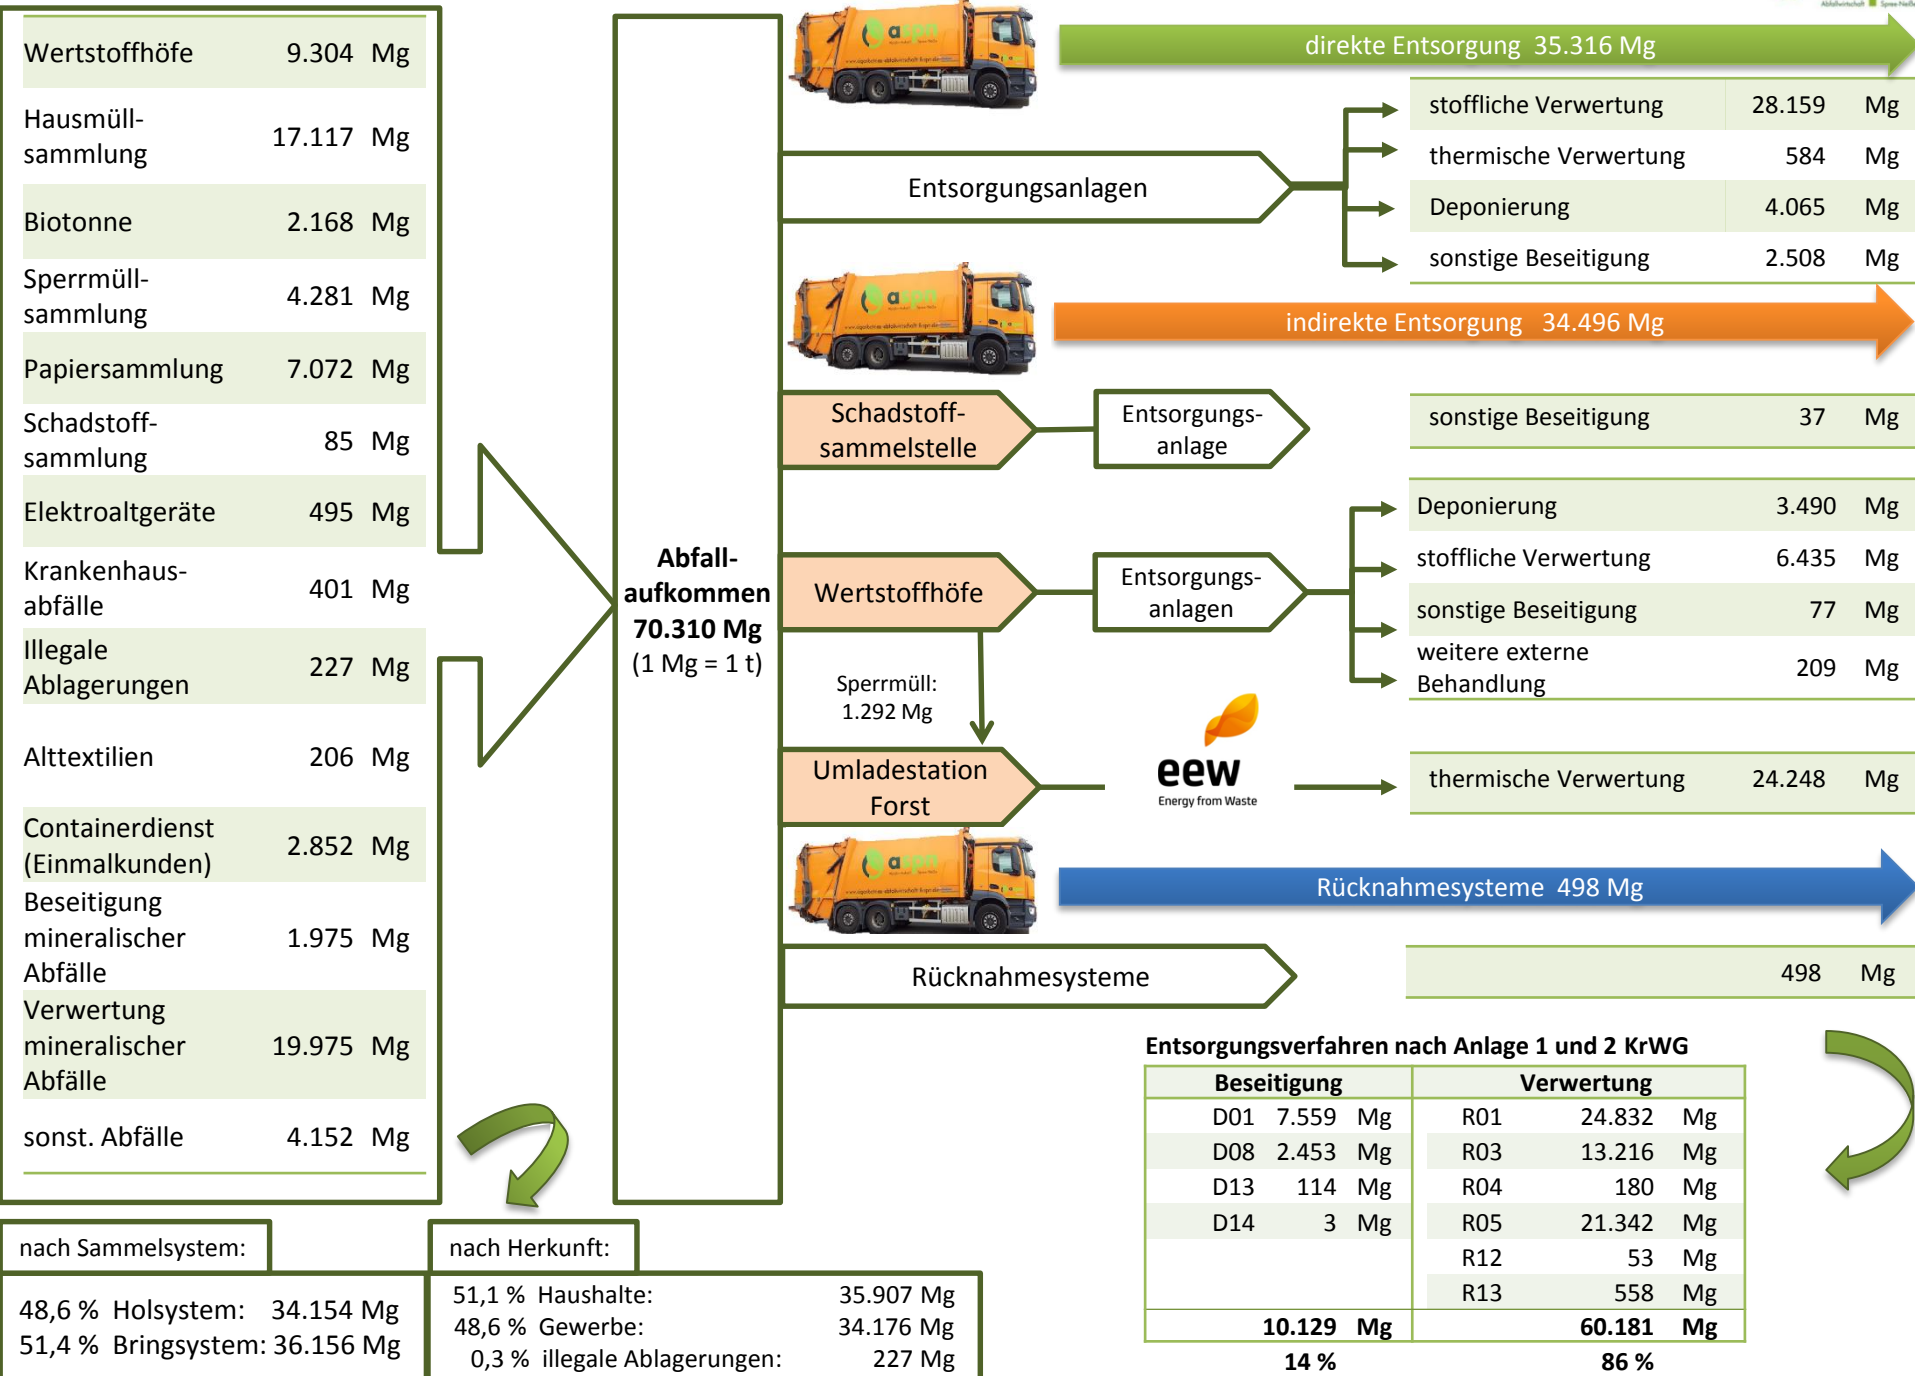 Abfallwirtschaft Spree-Neiße
Wertstoffhöfe 9.304 Mg
Hausmüll-
sammlung 17.117 Mg
Biotonne 2.168 Mg
Sperrmüll-
sammlung 4.281 Mg
Papiersammlung 7.072 Mg
Schadstoff-
sammlung 85 Mg
Elektroaltgeräte 495 Mg
Krankenhaus-
abfälle 401 Mg
Illegale
Ablagerungen 227 Mg
Alttextilien 206 Mg
Containerdienst
(Einmalkunden) 2.852 Mg
Beseitigung
mineralischer 1.975 Mg
Abfälle
Verwertung
mineralischer 19.975 Mg
Abfälle
sonst. Abfälle 4.152 Mg
Abfall-
aufkommen
70.310 Mg
(1 Mg = 1 t)
aspn
direkte Entsorgung 35.316 Mg
Entsorgungsanlagen
stoffliche Verwertung 28.159 Mg
thermische Verwertung 584 Mg
Deponierung 4.065 Mg
sonstige Beseitigung 2.508 Mg
aspn
indirekte Entsorgung 34.496 Mg
Schadstoff-
sammelstelle
Entsorgungs-
anlage
sonstige Beseitigung 37 Mg
Wertstoffhöfe
Entsorgungs-
anlagen
Deponierung 3.490 Mg
stoffliche Verwertung 6.435 Mg
sonstige Beseitigung 77 Mg
weitere externe
Behandlung 209 Mg
Sperrmüll:
1.292 Mg
Umladestation
Forst
eew
Energy from Waste
thermische Verwertung 24.248 Mg
aspn
Rücknahmesysteme 498 Mg
Rücknahmesysteme
498 Mg
Entsorgungsverfahren nach Anlage 1 und 2 KrWG
Beseitigung Verwertung
D01 7.559 Mg R01 24.832 Mg
D08 2.453 Mg R03 13.216 Mg
D13 114 Mg R04 180 Mg
D14 3 Mg R05 21.342 Mg
R12 53 Mg
R13 558 Mg
10.129 Mg 60.181 Mg
14 % 86 %
nach Sammelsystem:
48,6 % Holsystem: 34.154 Mg
51,4 % Bringsystem: 36.156 Mg
nach Herkunft:
51,1 % Haushalte: 35.907 Mg
48,6 % Gewerbe: 34.176 Mg
0,3 % illegale Ablagerungen: 227 Mg